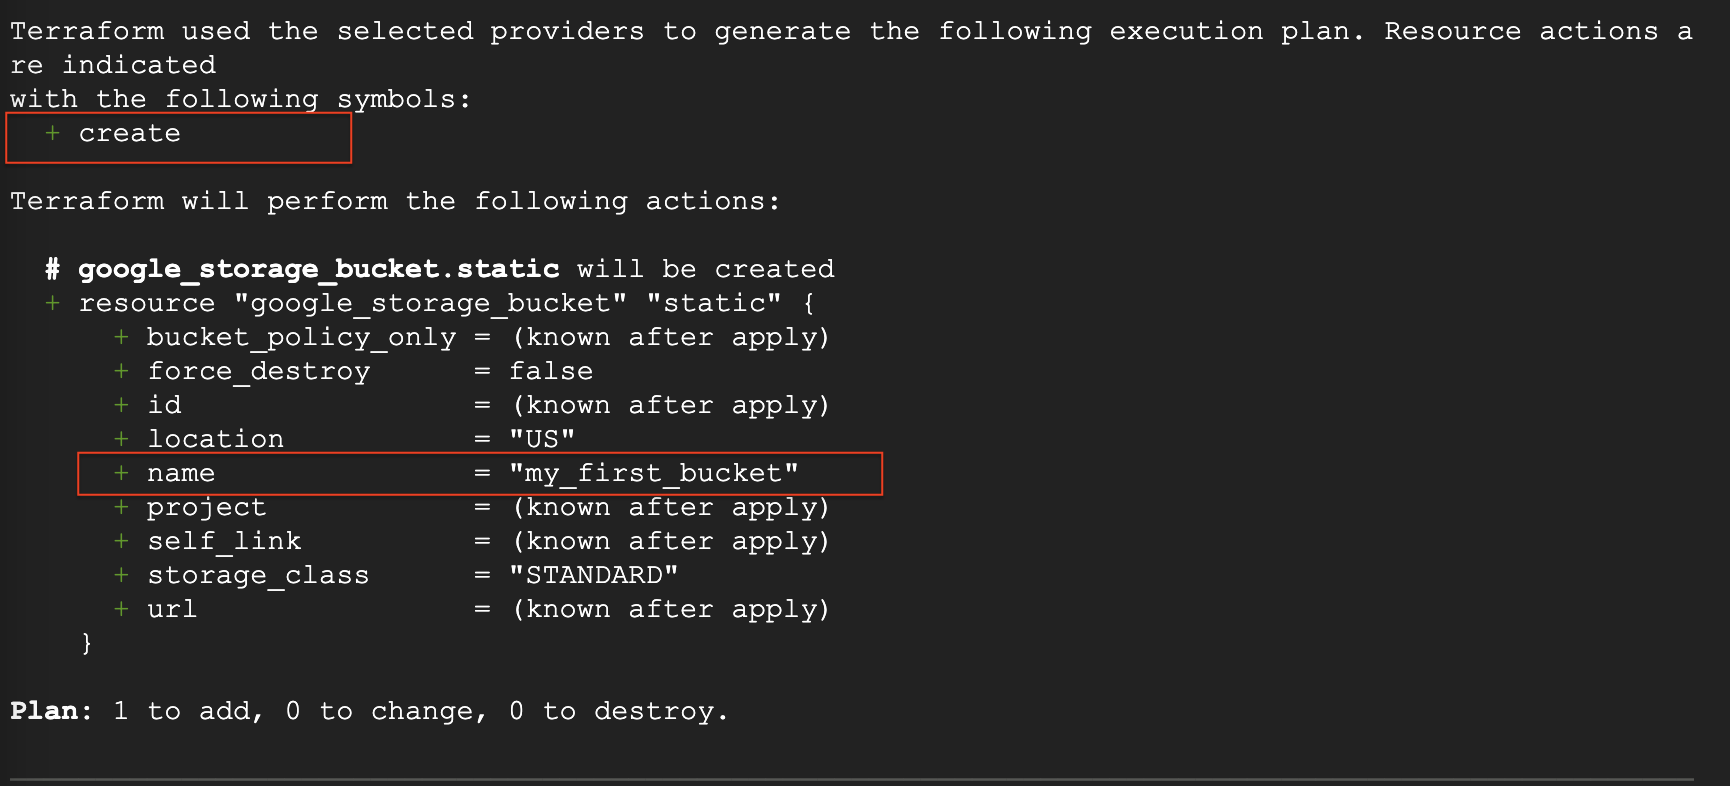 Terraform used the selected providers to generate the following execution plan. Resource actions a
re indicated
with the following symbols:
  + create

Terraform will perform the following actions:

  # google_storage_bucket.static will be created
  + resource "google_storage_bucket" "static" {
      + bucket_policy_only = (known after apply)
      + force_destroy      = false
      + id                 = (known after apply)
      + location           = "US"
      + name               = "my_first_bucket"
      + project            = (known after apply)
      + self_link          = (known after apply)
      + storage_class      = "STANDARD"
      + url                = (known after apply)
    }

Plan: 1 to add, 0 to change, 0 to destroy.